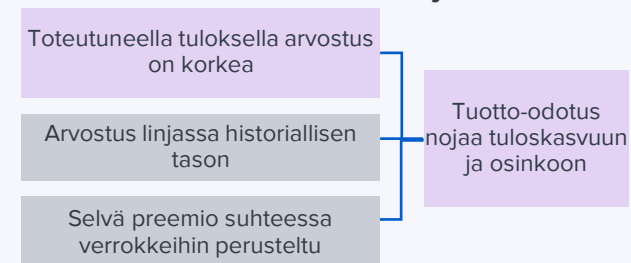 Toteutuneella tuloksella arvostus
on korkea
Arvostus linjassa historiallisen
tason
Selvä preemio suhteessa
verrokkeihin perusteltu
Tuotto-odotus
nojaa tuloskasvuun
ja osinkoon